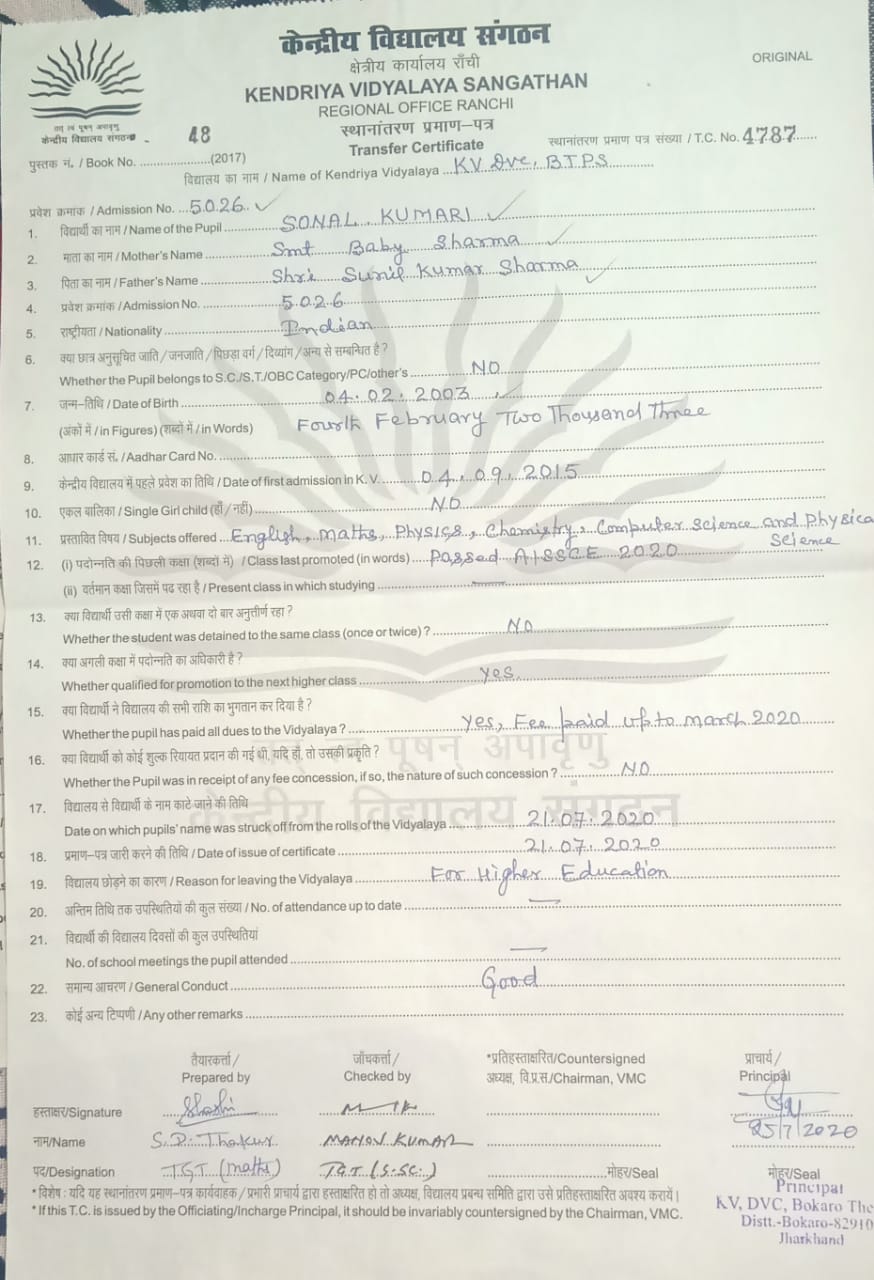 केन्द्रीय विद्यालय संगठन
क्षेत्रीय कार्यालय राँची
ORIGINAL
KENDRIYA VIDYALAYA SANGATHAN
REGIONAL OFFICE RANCHI
तत् त्वं पूषन् अपावृणु
केन्द्रीय विद्यालय संगठन
स्थानांतरण प्रमाण-पत्र
Transfer Certificate
स्थानांतरण प्रमाण पत्र संख्या / T.C. No. 4787
पुस्तक नं. / Book No. 48 (2017)
विद्यालय का नाम / Name of Kendriya Vidyalaya K.V. DVC, B.T.P.S
प्रवेश क्रमांक / Admission No. 5026
1. विद्यार्थी का नाम / Name of the Pupil SONAL KUMARI
2. माता का नाम / Mother's Name Smt Baby Sharma
3. पिता का नाम / Father's Name Shri Sunil Kumar Sharma
4. प्रवेश क्रमांक / Admission No. 5026
5. राष्ट्रीयता / Nationality Indian
6. क्या छात्र अनुसूचित जाति / जनजाति / पिछड़ा वर्ग / दिव्यांग / अन्य से सम्बन्धित है ?
Whether the Pupil belongs to S.C./S.T./OBC Category/PC/other's NO
7. जन्म-तिथि / Date of Birth 04.02.2003
(अंकों में / in Figures) (शब्दों में / in Words) Fourth February Two Thousand Three
8. आधार कार्ड सं. / Aadhar Card No.
9. केन्द्रीय विद्यालय में पहले प्रवेश का तिथि / Date of first admission in K.V. 04.09.2015
10. एकल बालिका / Single Girl child (हाँ / नहीं) NO
11. प्रस्तावित विषय / Subjects offered English, Maths, Physics, Chemistry, Computer Science and Physica
Science
12. (i) पदोन्नति की पिछली कक्षा (शब्दों में) / Class last promoted (in words) Passed AISSCE 2020
(ii) वर्तमान कक्षा जिसमें पढ रहा है / Present class in which studying
13. क्या विद्यार्थी उसी कक्षा में एक अथवा दो बार अनुत्तीर्ण रहा ?
Whether the student was detained to the same class (once or twice) ? NO
14. क्या अगली कक्षा में पदोन्नति का अधिकारी है ?
Whether qualified for promotion to the next higher class yes
15. क्या विद्यार्थी ने विद्यालय की सभी राशि का भुगतान कर दिया है ?
Whether the pupil has paid all dues to the Vidyalaya ? yes, Fee paid up to march 2020
16. क्या विद्यार्थी को कोई शुल्क रियायत प्रदान की गई थी, यदि हाँ, तो उसकी प्रकृति ?
Whether the Pupil was in receipt of any fee concession, if so, the nature of such concession ? NO
17. विद्यालय से विद्यार्थी के नाम काटे जाने की तिथि
Date on which pupils' name was struck off from the rolls of the Vidyalaya 21.07.2020
18. प्रमाण-पत्र जारी करने की तिथि / Date of issue of certificate 21.07.2020
19. विद्यालय छोड़ने का कारण / Reason for leaving the Vidyalaya For Higher Education
20. अन्तिम तिथि तक उपस्थितियों की कुल संख्या / No. of attendance up to date —
21. विद्यार्थी की विद्यालय दिवसों की कुल उपस्थितियां
No. of school meetings the pupil attended —
22. समान्य आचरण / General Conduct Good
23. कोई अन्य टिप्पणी / Any other remarks
तैयारकर्त्ता / जाँचकर्त्ता / *प्रतिहस्ताक्षरित/Countersigned प्राचार्य /
Prepared by Checked by अध्यक्ष, वि.प्र.स./Chairman, VMC Principal
हस्ताक्षर/Signature Shashi
25/7/2020
नाम/Name S.D. Thakur MANOJ KUMAR
पद/Designation TGT (maths) TGT (S.SC.) मोहर/Seal मोहर/Seal
* विशेष : यदि यह स्थानांतरण प्रमाण-पत्र कार्यवाहक / प्रभारी प्राचार्य द्वारा हस्ताक्षरित हो तो अध्यक्ष, विद्यालय प्रबन्ध समिति द्वारा उसे प्रतिहस्ताक्षरित अवश्य करायें।
* If this T.C. is issued by the Officiating/Incharge Principal, it should be invariably countersigned by the Chairman, VMC.
Principal
KV, DVC, Bokaro The
Distt.-Bokaro-82910
Jharkhand